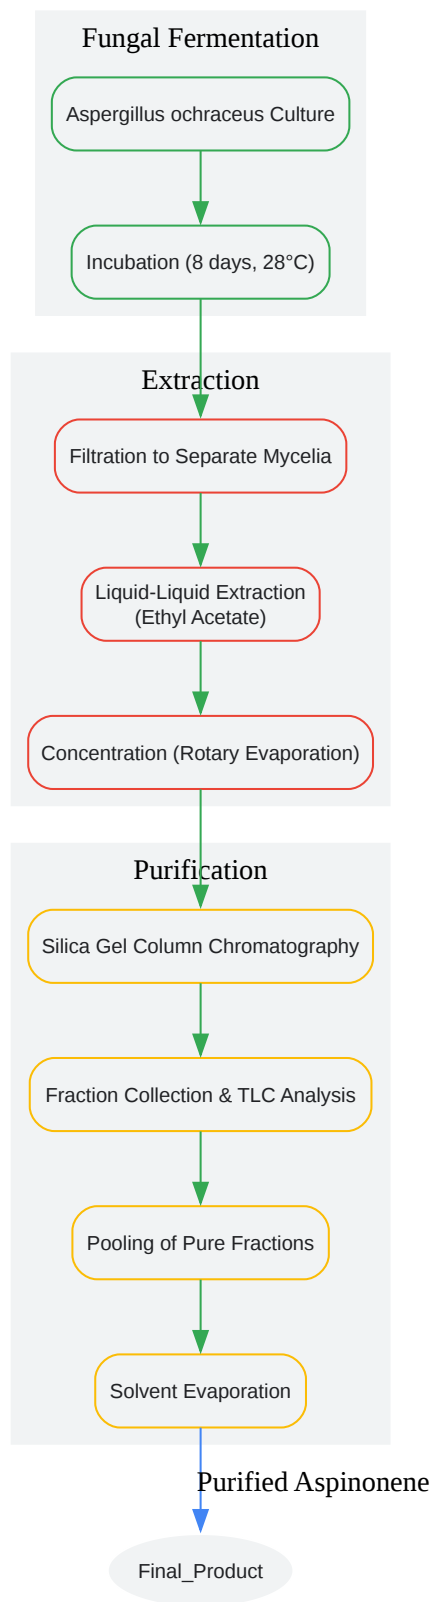 Fungal Fermentation
Aspergillus ochraceus Culture
Incubation (8 days, 28°C)
Extraction
Filtration to Separate Mycelia
Liquid-Liquid Extraction
(Ethyl Acetate)
Concentration (Rotary Evaporation)
Purification
Silica Gel Column Chromatography
Fraction Collection & TLC Analysis
Pooling of Pure Fractions
Solvent Evaporation
Purified Aspinonene
Final_Product